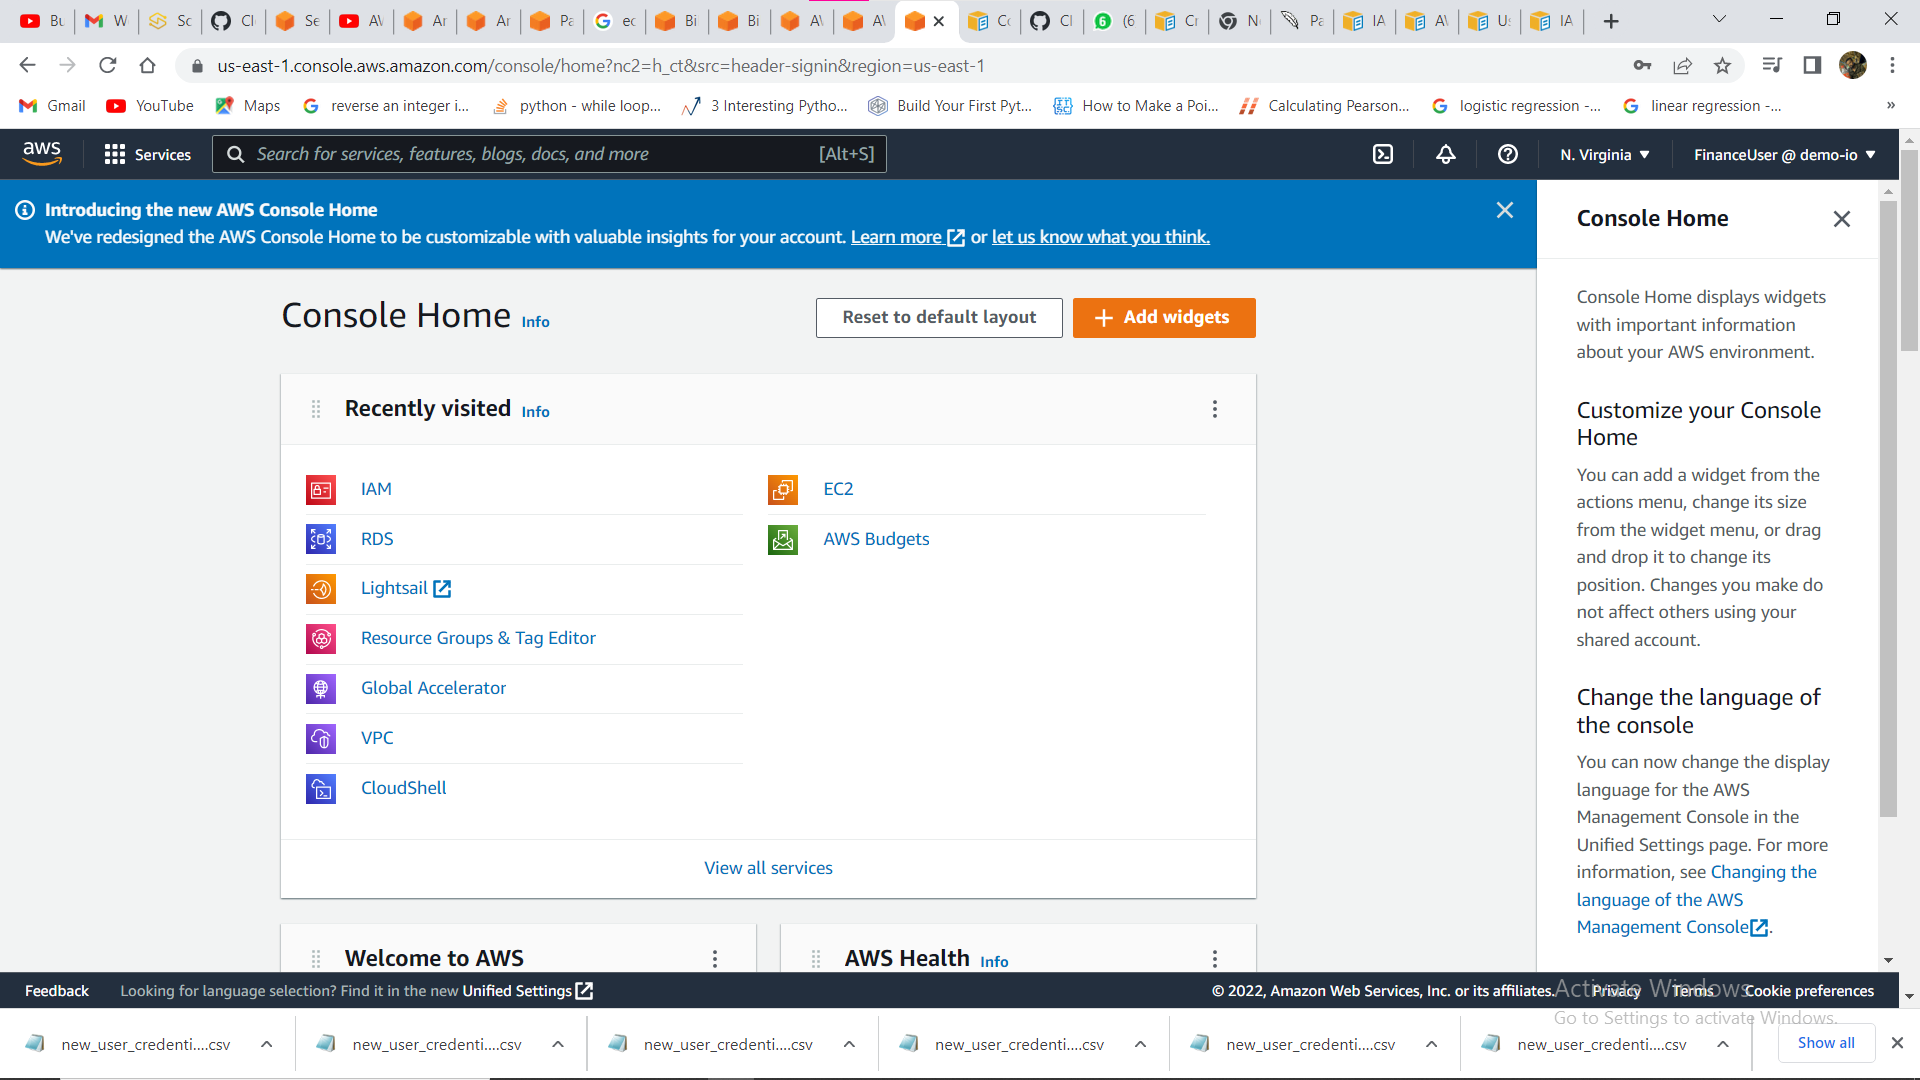 Bu
W
Sc
Cl
Se
AV
Ar
Ar
Pa
ec
Bi
Bi
AV
AV
Cc
Cl
(6
Cr
N
Pa
IA
AV
Us
IA
us-east-1.console.aws.amazon.com/console/home?nc2=h_ct&src=header-signin&region=us-east-1
Gmail
YouTube
Maps
reverse an integer i...
python - while loop...
3 Interesting Pytho...
Build Your First Pyt...
How to Make a Poi...
Calculating Pearson...
logistic regression -...
linear regression -...
»
aws
Services
Search for services, features, blogs, docs, and more
[Alt+S]
N. Virginia
FinanceUser @ demo-io
Introducing the new AWS Console Home
We've redesigned the AWS Console Home to be customizable with valuable insights for your account. Learn more or let us know what you think.
Console Home Info
Reset to default layout
+ Add widgets
Recently visited Info
IAM
EC2
RDS
AWS Budgets
Lightsail
Resource Groups & Tag Editor
Global Accelerator
VPC
CloudShell
View all services
Welcome to AWS
AWS Health Info
Console Home
Console Home displays widgets
with important information
about your AWS environment.
Customize your Console
Home
You can add a widget from the
actions menu, change its size
from the widget menu, or drag
and drop it to change its
position. Changes you make do
not affect others using your
shared account.
Change the language of
the console
You can now change the display
language for the AWS
Management Console in the
Unified Settings page. For more
information, see Changing the
language of the AWS
Management Console.
Feedback
Looking for language selection? Find it in the new Unified Settings
© 2022, Amazon Web Services, Inc. or its affiliates.
Privacy
Terms
Cookie preferences
Activate Windows
Go to Settings to activate Windows.
new_user_credenti....csv
new_user_credenti....csv
new_user_credenti....csv
new_user_credenti....csv
new_user_credenti....csv
new_user_credenti....csv
Show all